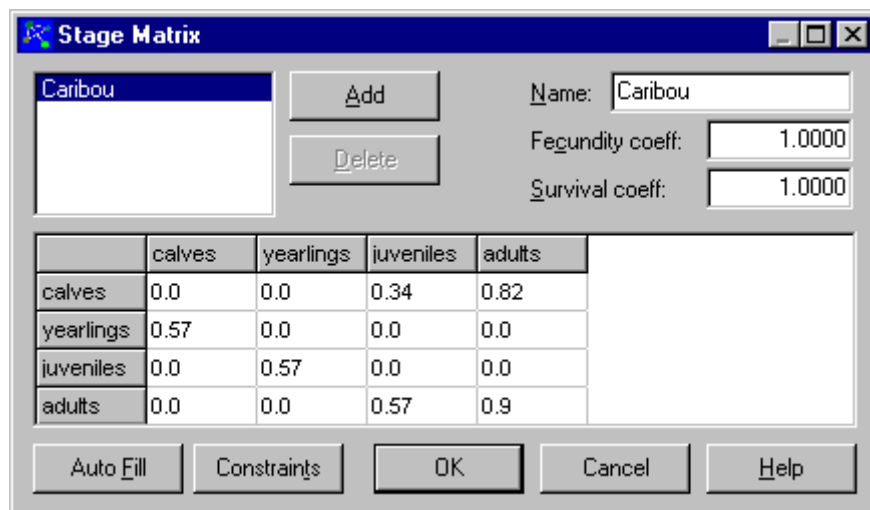 Stage Matrix
Caribou
Add
Delete
Name: Caribou
Fecundity coeff: 1.0000
Survival coeff: 1.0000
calves yearlings juveniles adults
calves 0.0 0.0 0.34 0.82
yearlings 0.57 0.0 0.0 0.0
juveniles 0.0 0.57 0.0 0.0
adults 0.0 0.0 0.57 0.9
Auto Fill Constraints OK Cancel Help